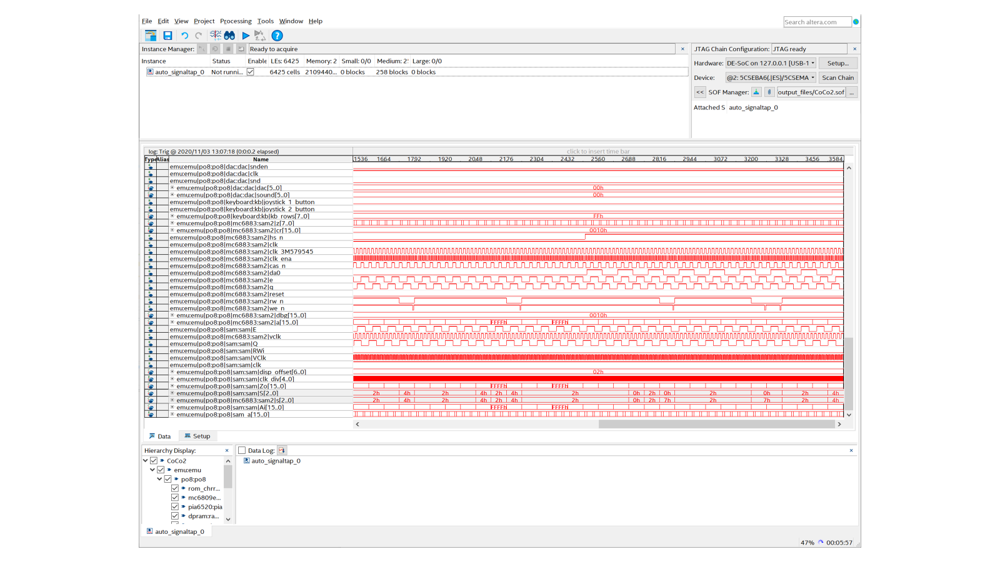 File Edit View Project Processing Tools Window Help
Search altera.com
Instance Manager: Ready to acquire
JTAG Chain Configuration: JTAG ready
Instance Status Enable LEs: 6425 Memory: 2 Small: 0/0 Medium: 2 Large: 0/0
auto_signaltap_0 Not runni... 6425 cells 2109440... 0 blocks 258 blocks 0 blocks
Hardware: DE-SoC on 127.0.0.1 [USB-1 Setup...
Device: @2: 5CSEBA6(.|ES)/5CSEMA Scan Chain
<< SOF Manager: output_files/CoCo2.sof ...
Attached S auto_signaltap_0
log: Trig @ 2020/11/03 13:07:18 (0:0:0.2 elapsed) click to insert time bar
Type Alias Name 1536 1664 1792 1920 2048 2176 2304 2432 2560 2688 2816 2944 3072 3200 3328 3456 3584
emu:emu|po8:po8|dac:dac|snden
emu:emu|po8:po8|dac:dac|clk
emu:emu|po8:po8|dac:dac|snd
emu:emu|po8:po8|dac:dac|dac[5..0] 00h
emu:emu|po8:po8|dac:dac|sound[5..0] 00h
emu:emu|po8:po8|keyboard:kb|joystick_1_button
emu:emu|po8:po8|keyboard:kb|joystick_2_button
emu:emu|po8:po8|keyboard:kb|kb_rows[7..0] FFh
emu:emu|po8:po8|mc6883:sam2|z[7..0]
emu:emu|po8:po8|mc6883:sam2|cr[15..0] 0010h
emu:emu|po8:po8|mc6883:sam2|hs_n
emu:emu|po8:po8|mc6883:sam2|clk
emu:emu|po8:po8|mc6883:sam2|clk_3M579545
emu:emu|po8:po8|mc6883:sam2|clk_ena
emu:emu|po8:po8|mc6883:sam2|cas_n
emu:emu|po8:po8|mc6883:sam2|da0
emu:emu|po8:po8|mc6883:sam2|e
emu:emu|po8:po8|mc6883:sam2|q
emu:emu|po8:po8|mc6883:sam2|reset
emu:emu|po8:po8|mc6883:sam2|rw_n
emu:emu|po8:po8|mc6883:sam2|we_n
emu:emu|po8:po8|mc6883:sam2|dbg[15..0] 0010h
emu:emu|po8:po8|mc6883:sam2|a[15..0] FFFFh FFFFh
emu:emu|po8:po8|sam:sam|E
emu:emu|po8:po8|mc6883:sam2|vclk
emu:emu|po8:po8|sam:sam|Q
emu:emu|po8:po8|sam:sam|RWi
emu:emu|po8:po8|sam:sam|VClk
emu:emu|po8:po8|sam:sam|clk
emu:emu|po8:po8|sam:sam|disp_offset[6..0] 02h
emu:emu|po8:po8|sam:sam|clk_div[4..0]
emu:emu|po8:po8|sam:sam|Zo[15..0] FFFFh FFFFh
emu:emu|po8:po8|sam:sam|S[2..0] 2h 4h 2h 4h 2h 4h 2h 0h 2h 0h 2h 0h 2h 4h
emu:emu|po8:po8|mc6883:sam2|s[2..0] 2h 4h 2h 4h 2h 4h 2h 0h 2h 7h 2h 7h 2h 4h
emu:emu|po8:po8|sam:sam|Ai[15..0] FFFFh FFFFh
emu:emu|po8:po8|sam_a[15..0]
Data Setup
Hierarchy Display:
Data Log:
CoCo2
auto_signaltap_0
emu:emu
po8:po8
rom_chrr...
mc6809e...
pia6520:pia
dpram:ra...
auto_signaltap_0
47% 00:05:57